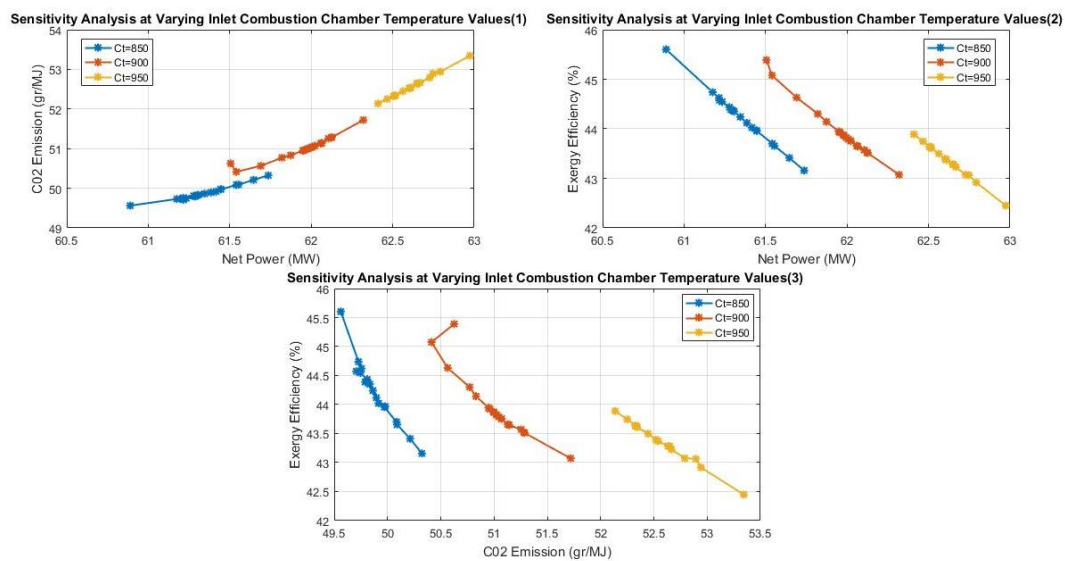 Sensitivity Analysis at Varying Inlet Combustion Chamber Temperature Values(1)
54
53
52
51
50
49
C02 Emission (gr/MJ)
Ct=850
Ct=900
Ct=950
60.5 61 61.5 62 62.5 63
Net Power (MW)
Sensitivity Analysis at Varying Inlet Combustion Chamber Temperature Values(2)
46
45
44
43
42
Exergy Efficiency (%)
Ct=850
Ct=900
Ct=950
60.5 61 61.5 62 62.5 63
Net Power (MW)
Sensitivity Analysis at Varying Inlet Combustion Chamber Temperature Values(3)
46
45.5
45
44.5
44
43.5
43
42.5
42
Exergy Efficiency (%)
Ct=850
Ct=900
Ct=950
49.5 50 50.5 51 51.5 52 52.5 53 53.5
C02 Emission (gr/MJ)